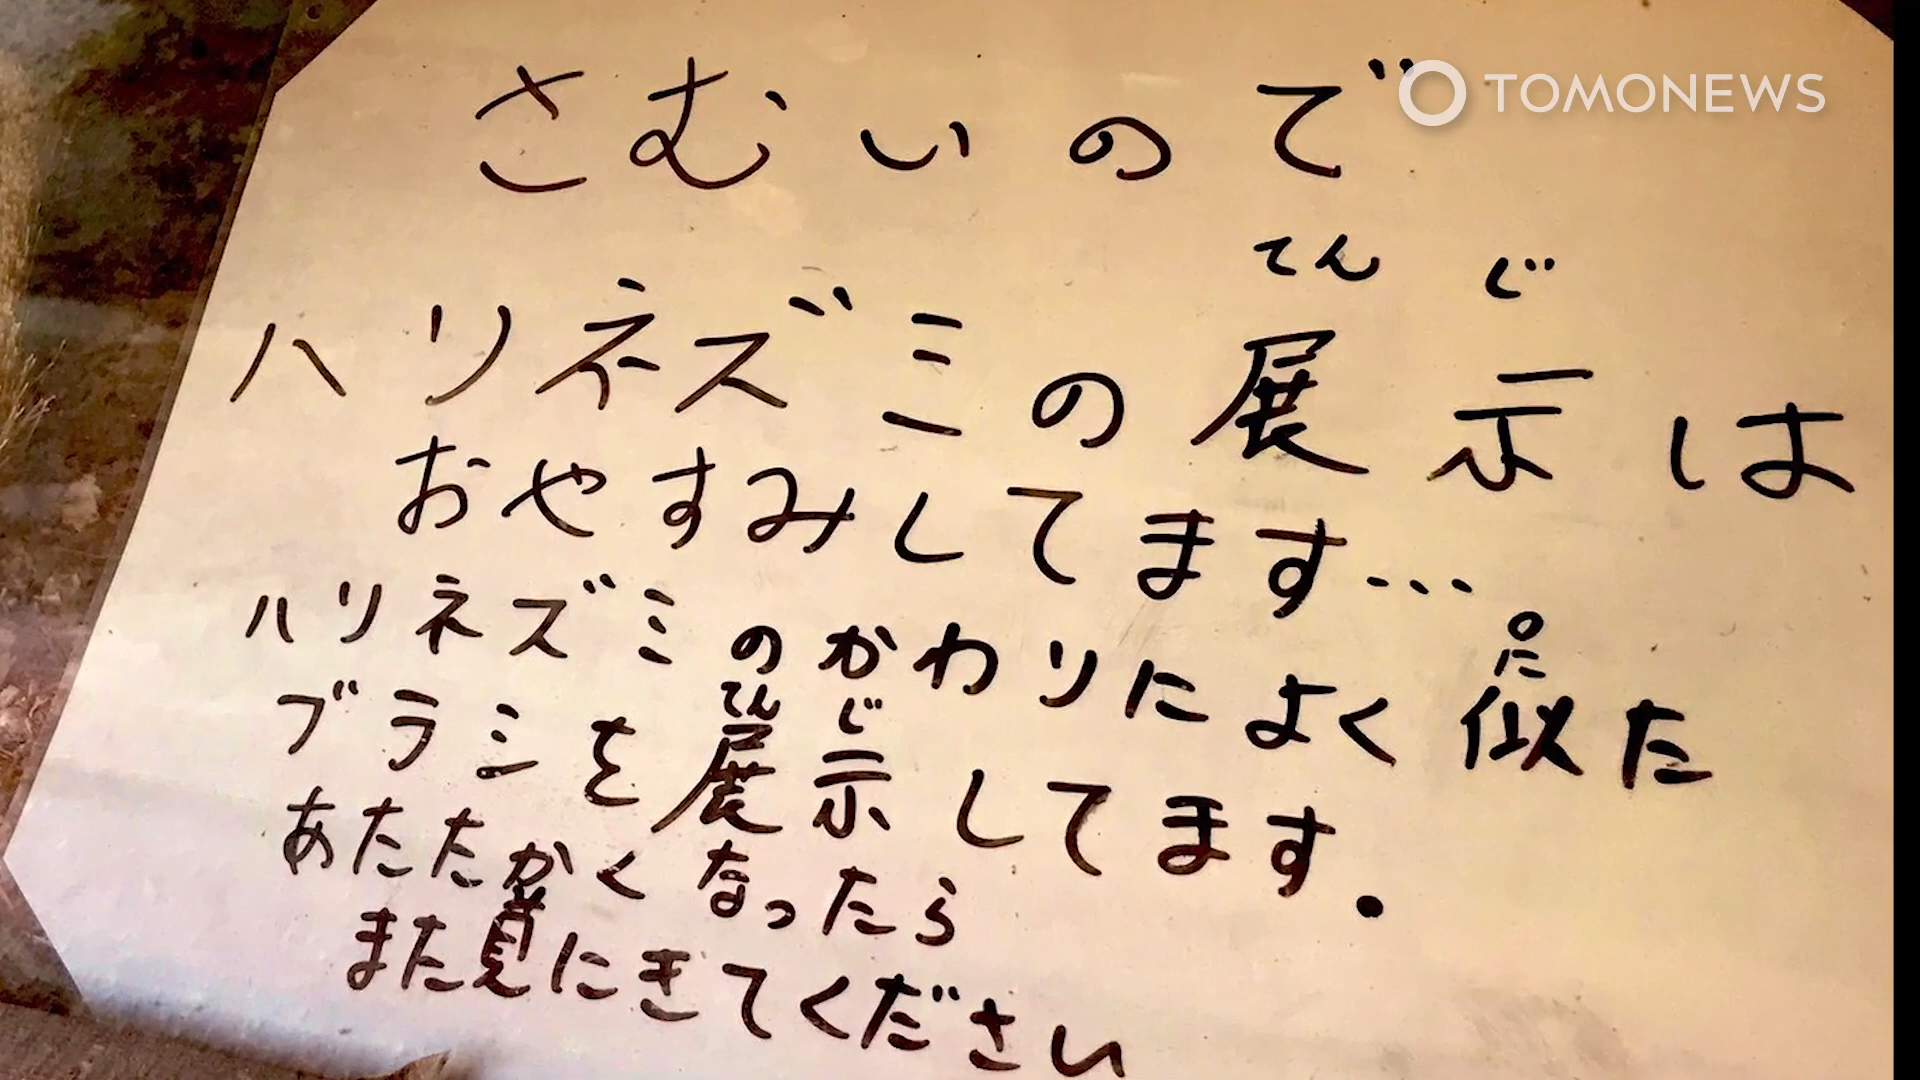 さむいので
TOMONEWS
てんじ
ハリネズミの展示は
おやすみしてます…
に。
ハリネズミのかわりによく似た
てんじ
ブラシを展示してます.
あたたかくなったら
また見にきてください